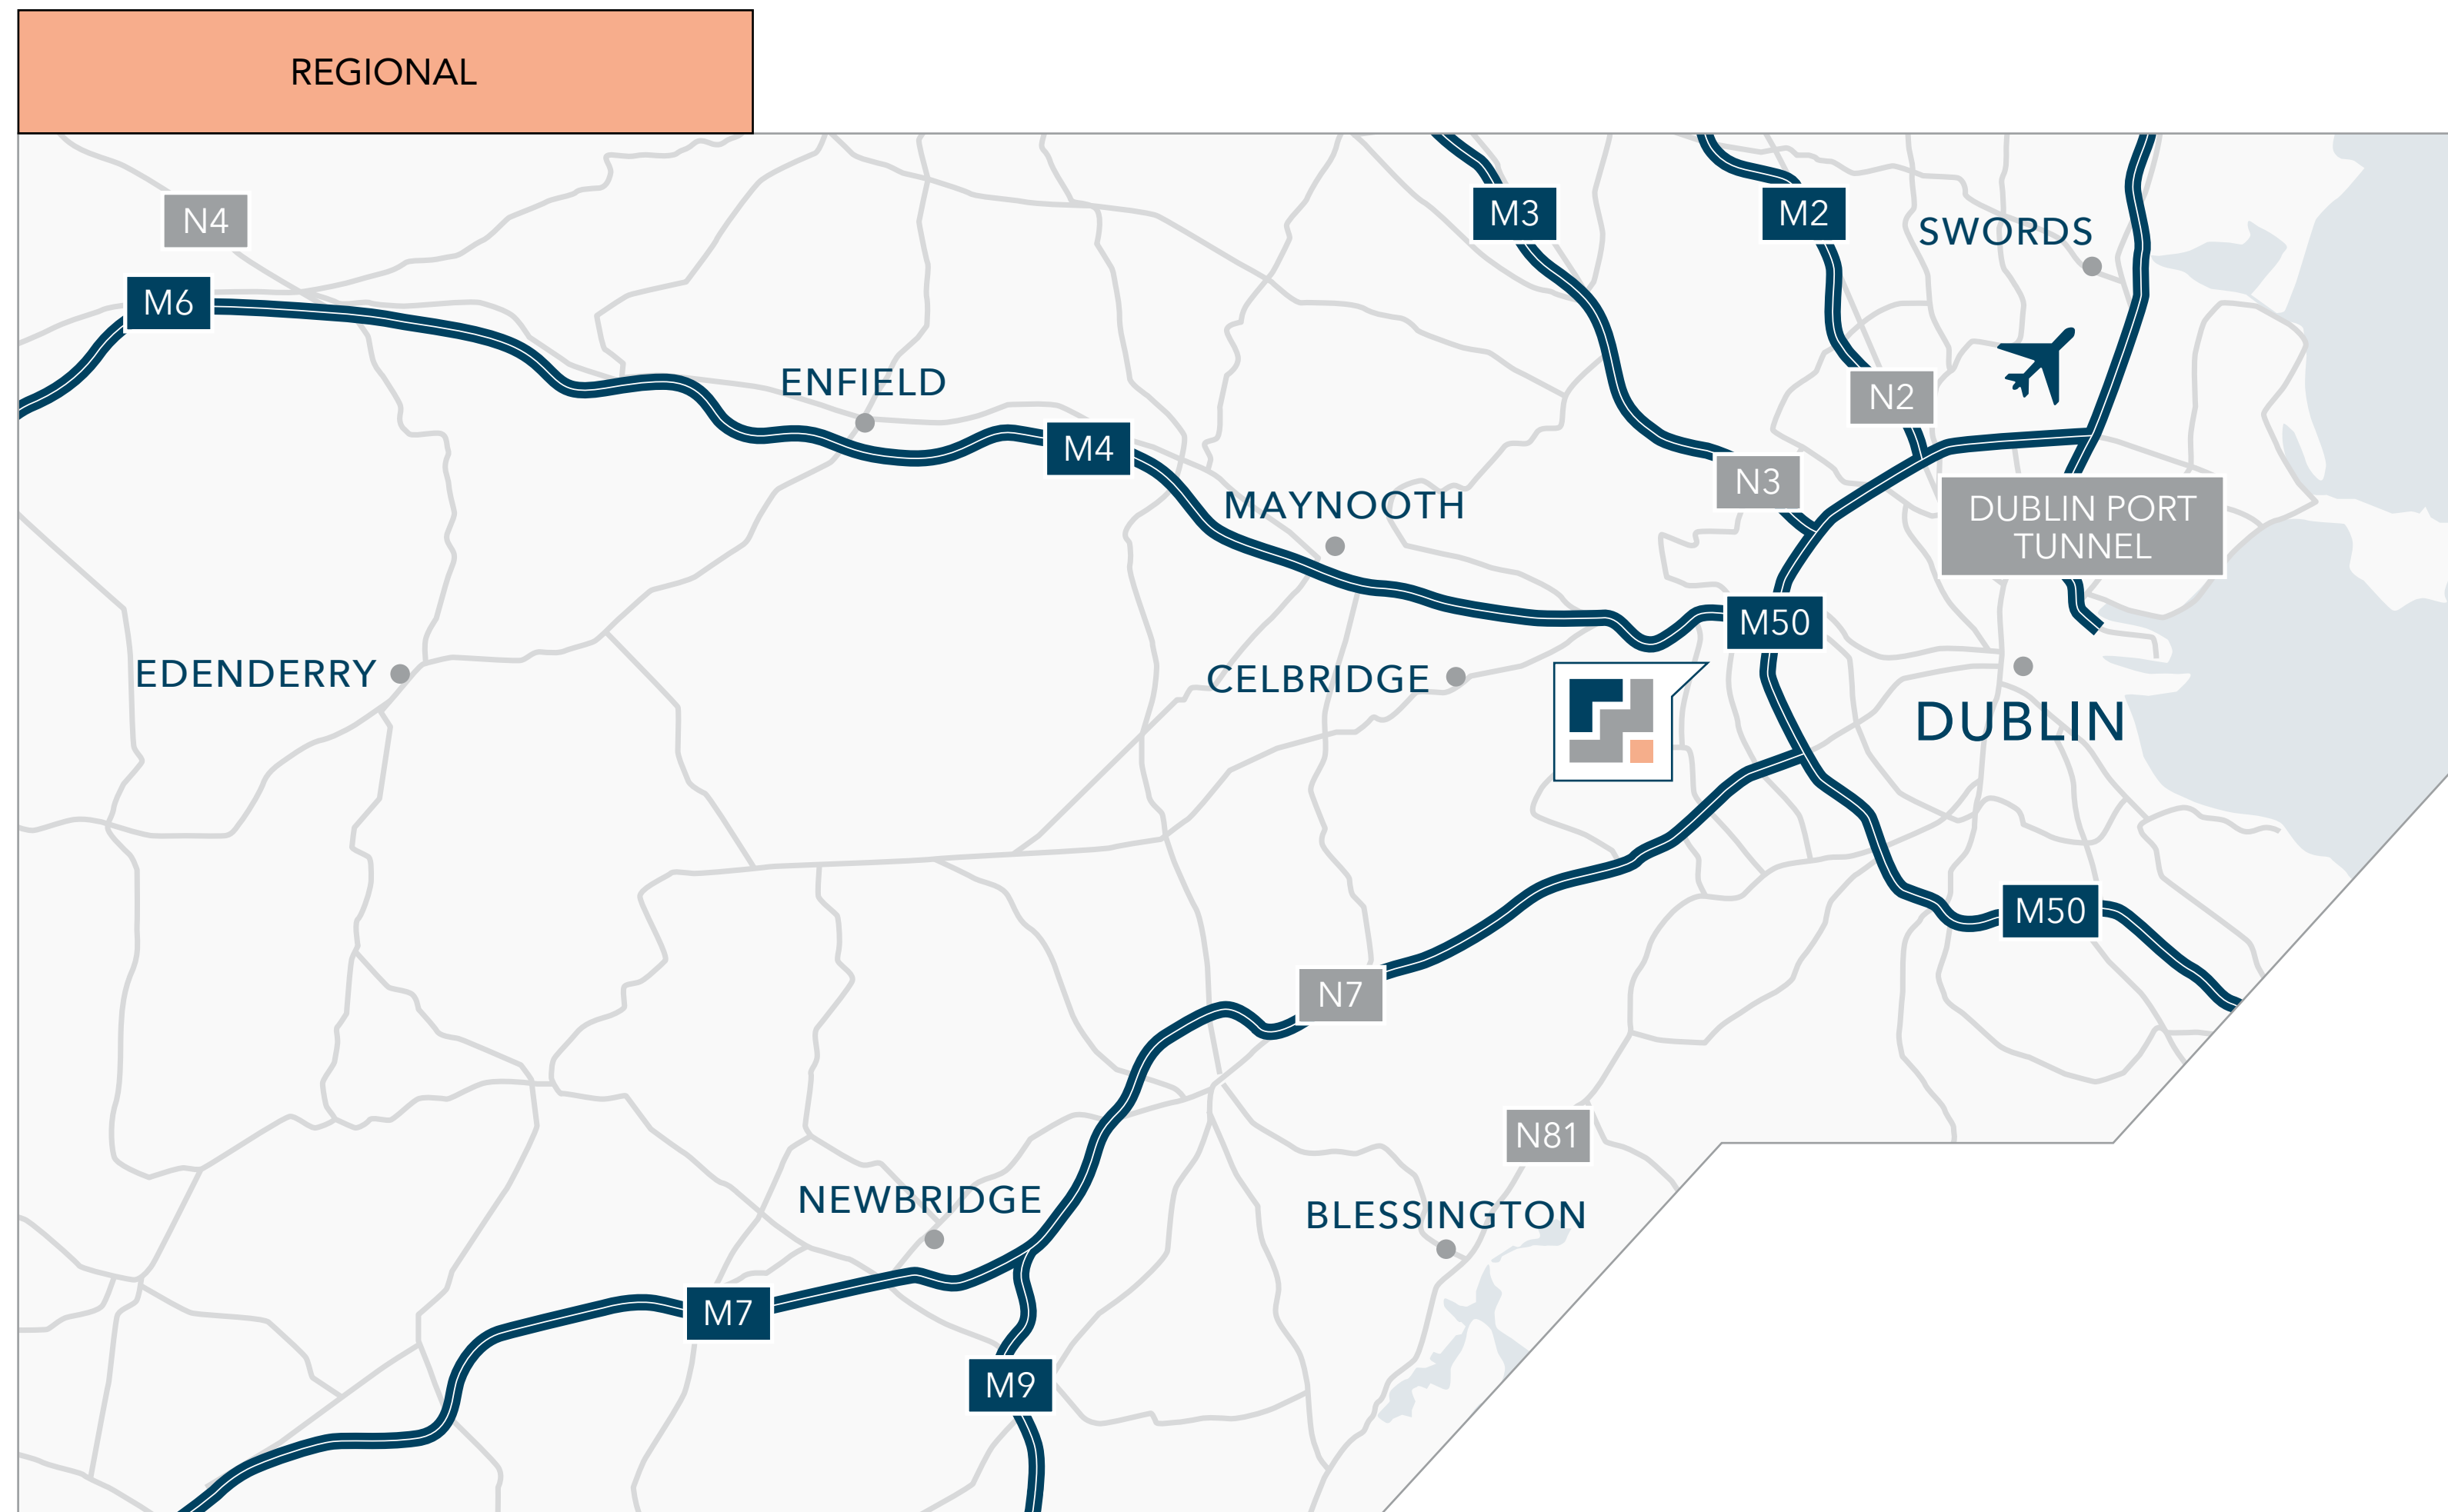 REGIONAL
N4
M3
M2
SWORDS
M6
ENFIELD
N2
M4
N3
MAYNOOTH
DUBLIN PORT
TUNNEL
M50
EDENDERRY
CELBRIDGE
DUBLIN
M50
N7
N81
NEWBRIDGE
BLESSINGTON
M7
M9